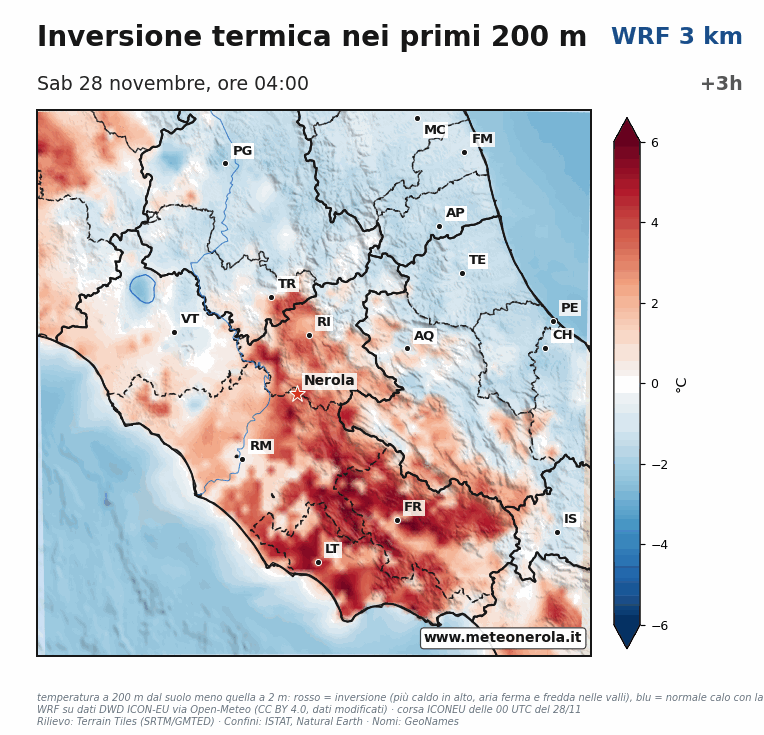 Inversione termica nei primi 200 m WRF 3 km
Sab 28 novembre, ore 04:00 +3h
MC
FM
PG
AP
TE
TR
PE
VT
RI
AQ
CH
Nerola
RM
FR
IS
LT
www.meteonerola.it
6
4
2
0
−2
−4
−6
°C
temperatura a 200 m dal suolo meno quella a 2 m: rosso = inversione (più caldo in alto, aria ferma e fredda nelle valli), blu = normale calo con la
WRF su dati DWD ICON-EU via Open-Meteo (CC BY 4.0, dati modificati) · corsa ICONEU delle 00 UTC del 28/11
Rilievo: Terrain Tiles (SRTM/GMTED) · Confini: ISTAT, Natural Earth · Nomi: GeoNames